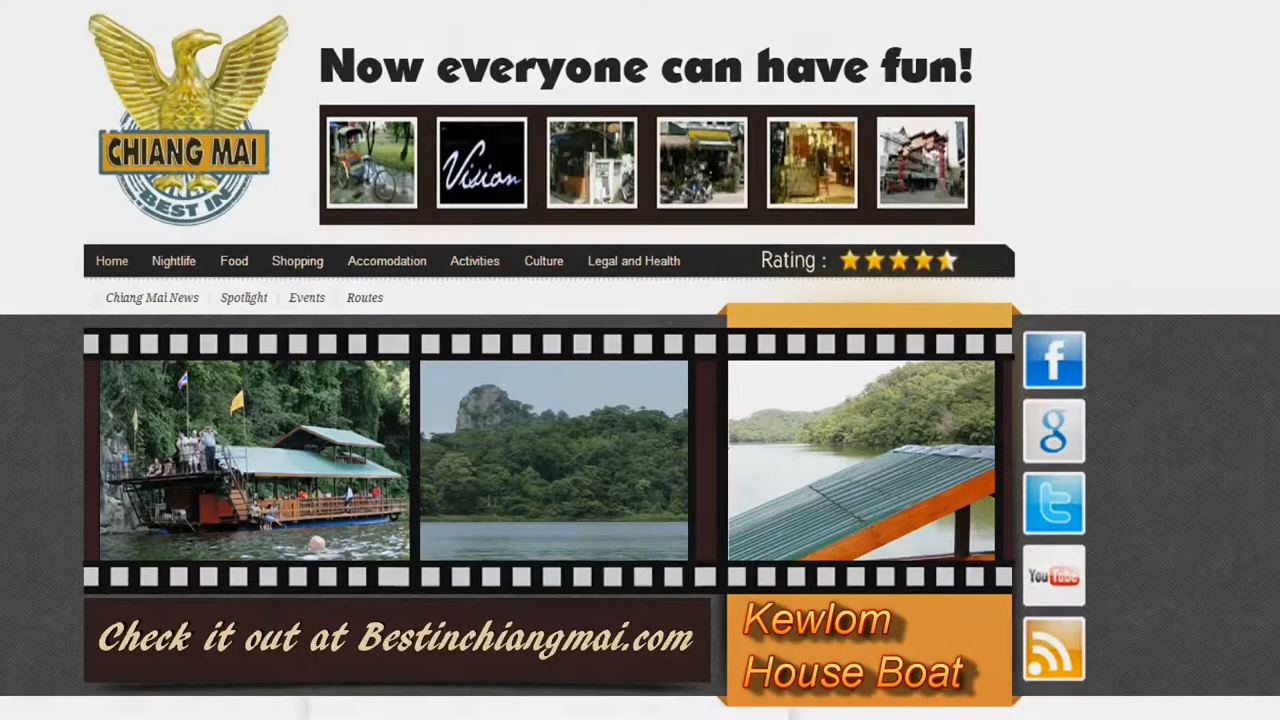 Now everyone can have fun!
CHIANG MAI
BEST IN
Vision
Home Nightlife Food Shopping Accomodation Activities Culture Legal and Health Rating :
Chiang Mai News Spotlight Events Routes
f
g
t
You Tube
Check it out at Bestinchiangmai.com
Kewlom
House Boat